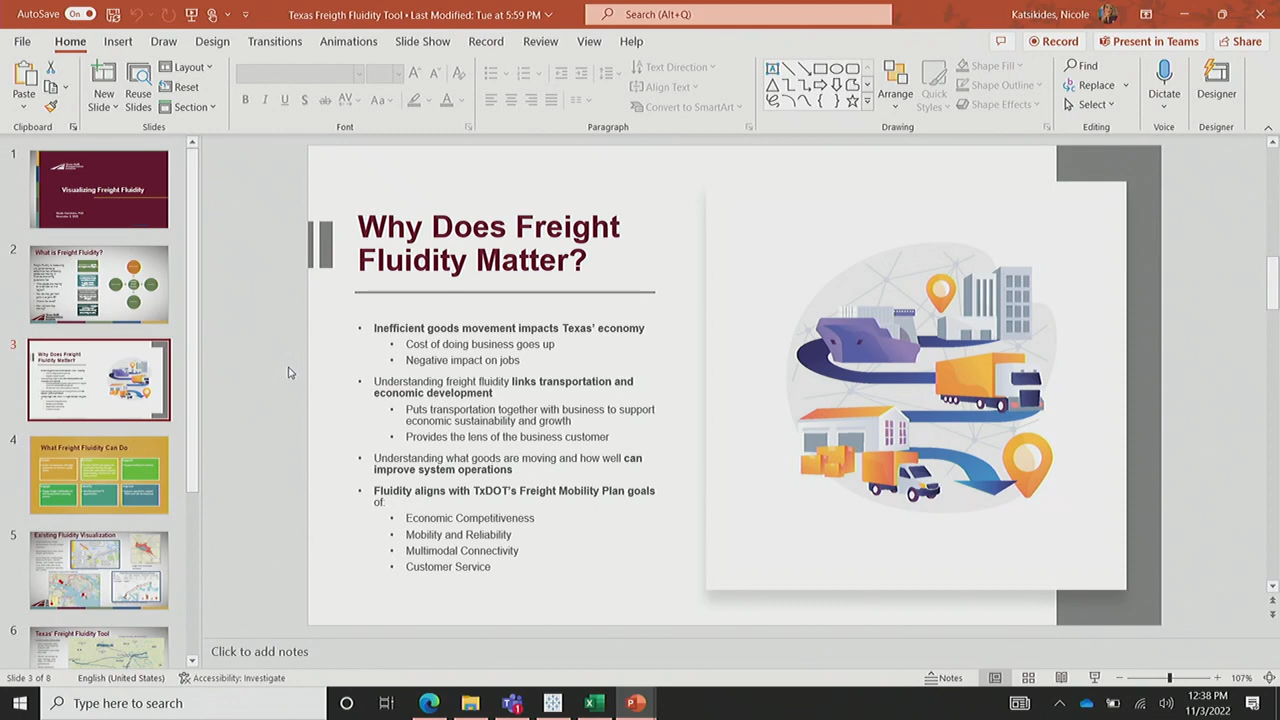 AutoSave On
Texas Freigth Fluidity Tool • Last Modified: Tue at 5:59 PM
Search (Alt+Q)
Katsikides, Nicole
File Home Insert Draw Design Transitions Animations Slide Show Record Review View Help
Record Present in Teams Share
Paste
New Slide
Reuse Slides
Layout
Reset
Section
B I U S ab AV Aa A
Text Direction
Align Text
Convert to SmartArt
Arrange
Quick Styles
Shape Fill
Shape Outline
Shape Effects
Find
Replace
Select
Dictate
Designer
Clipboard Slides Font Paragraph Drawing Editing Voice Designer
1
Visualizing Freight Fluidity
2
What is Freight Fluidity?
3
Why Does Freight
Fluidity Matter?
4
What Freight Fluidity Can Do
5
Existing Fluidity Visualization
6
Texas' Freight Fluidity Tool
Why Does Freight
Fluidity Matter?
• Inefficient goods movement impacts Texas' economy
• Cost of doing business goes up
• Negative impact on jobs
• Understanding freight fluidity links transportation and
economic development
• Puts transportation together with business to support
economic sustainability and growth
• Provides the lens of the business customer
• Understanding what goods are moving and how well can
improve system operations
• Fluidity aligns with TxDOT's Freight Mobility Plan goals
of:
• Economic Competitiveness
• Mobility and Reliability
• Multimodal Connectivity
• Customer Service
Click to add notes
Slide 3 of 8 English (United States) Accessibility: Investigate Notes 107%
Type here to search
12:38 PM
11/3/2022